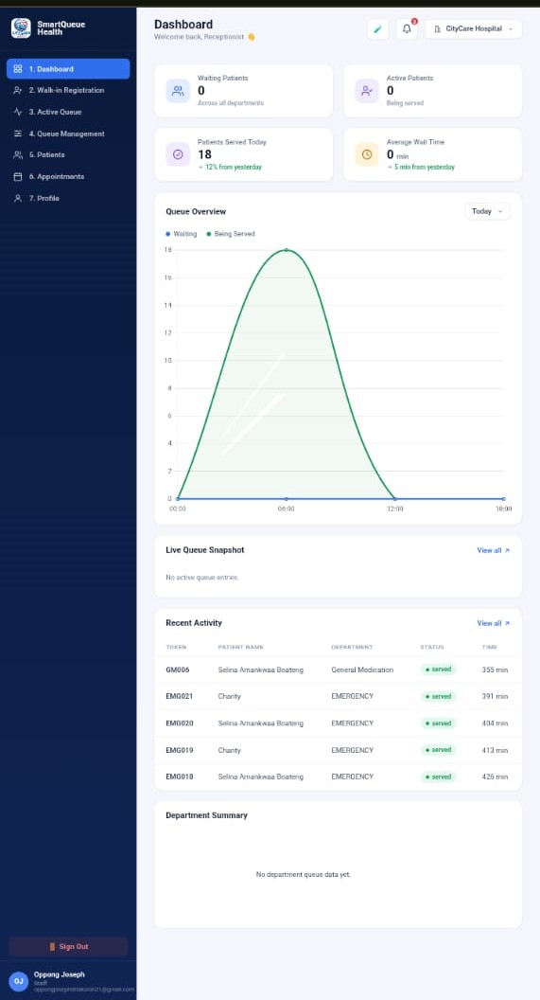 SmartQueue
Health
1. Dashboard
2. Walk-in Registration
3. Active Queue
4. Queue Management
5. Patients
6. Appointments
7. Profile
Sign Out
OJ
Oppong Joseph
Staff
Dashboard
Welcome back, Receptionist 👋
CityCare Hospital
Waiting Patients
0
Across all departments
Active Patients
0
Being served
Patients Served Today
18
12% from yesterday
Average Wait Time
0 min
5 min from yesterday
Queue Overview
Today
Waiting
Being Served
18
16
14
12
10
8
6
4
2
0
00:00 06:00 12:00 18:00
Live Queue Snapshot
View all
No active queue entries.
Recent Activity
View all
TOKEN PATIENT NAME DEPARTMENT STATUS TIME
GM006 Selina Amankwaa Boateng General Medication served 355 min
EMG021 Charity EMERGENCY served 391 min
EMG020 Selina Amankwaa Boateng EMERGENCY served 404 min
EMG019 Charity EMERGENCY served 413 min
EMG018 Selina Amankwaa Boateng EMERGENCY served 426 min
Department Summary
No department queue data yet.